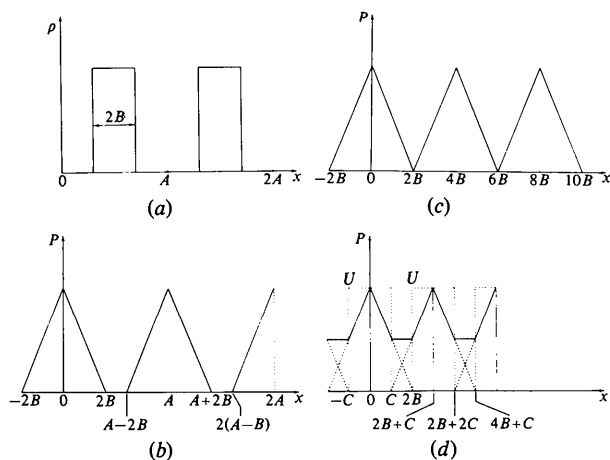 ρ
2B
0
A
2A
x
(a)
P
−2B
0
2B
4B
6B
8B
10B
x
(c)
P
−2B
0
2B
A
A+2B
2A
x
A−2B
2(A−B)
(b)
P
U
U
−C
0
C
2B
x
2B+C
2B+2C
4B+C
(d)